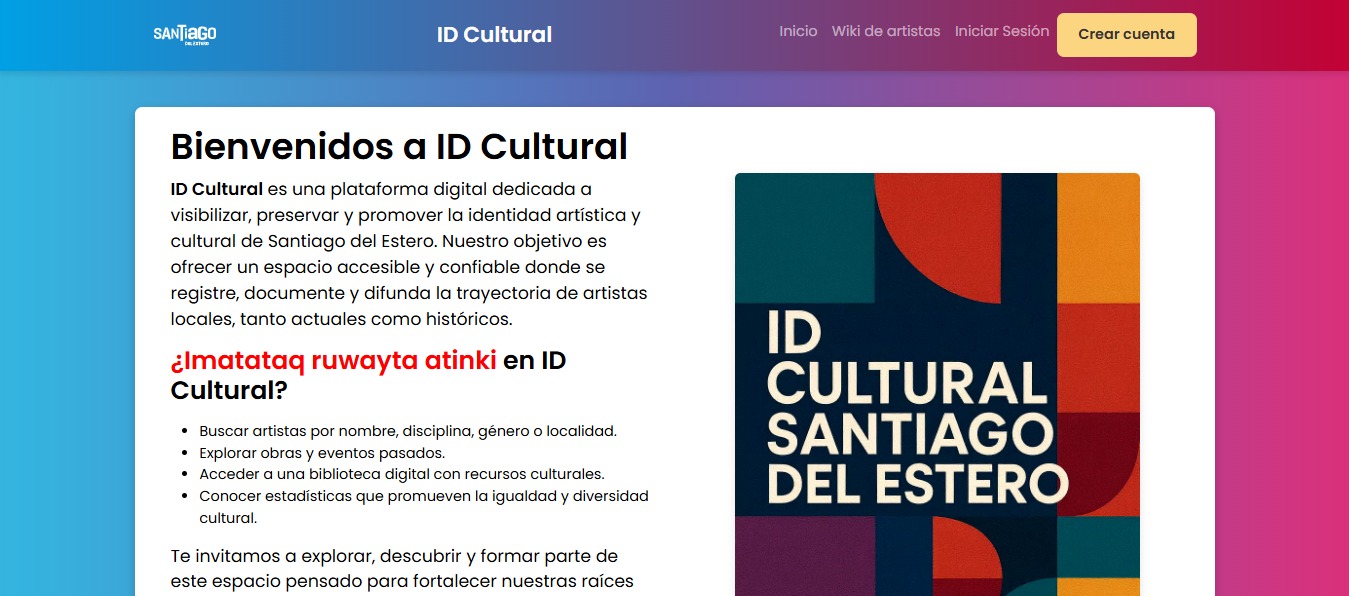 SANTIAGO
DEL ESTERO
ID Cultural
Inicio Wiki de artistas Iniciar Sesión Crear cuenta
Bienvenidos a ID Cultural
ID Cultural es una plataforma digital dedicada a
visibilizar, preservar y promover la identidad artística y
cultural de Santiago del Estero. Nuestro objetivo es
ofrecer un espacio accesible y confiable donde se
registre, documente y difunda la trayectoria de artistas
locales, tanto actuales como históricos.
¿Imatataq ruwayta atinki en ID
Cultural?
Buscar artistas por nombre, disciplina, género o localidad.
Explorar obras y eventos pasados.
Acceder a una biblioteca digital con recursos culturales.
Conocer estadísticas que promueven la igualdad y diversidad
cultural.
Te invitamos a explorar, descubrir y formar parte de
este espacio pensado para fortalecer nuestras raíces
ID
CULTURAL
SANTIAGO
DEL ESTERO